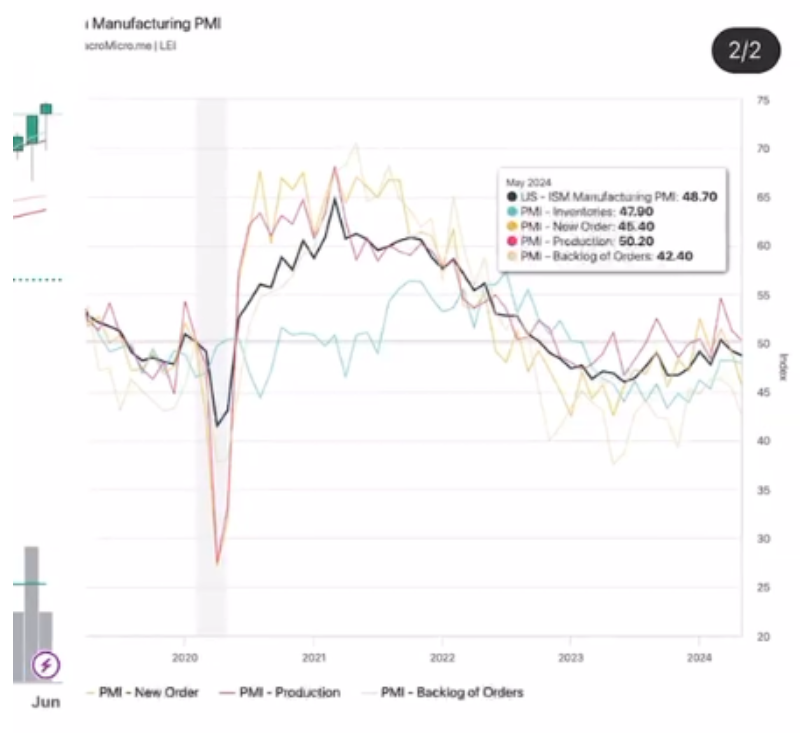 Manufacturing PMI
acroMicro.me | LEI
2/2
75
70
65
60
55
50
45
40
35
30
25
20
Index
May 2024
US - ISM Manufacturing PMI: 48.70
PMI - Inventories: 47.90
PMI - New Order: 45.40
PMI - Production: 50.20
PMI - Backlog of Orders: 42.40
2020 2021 2022 2023 2024
PMI - New Order PMI - Production PMI - Backlog of Orders
Jun